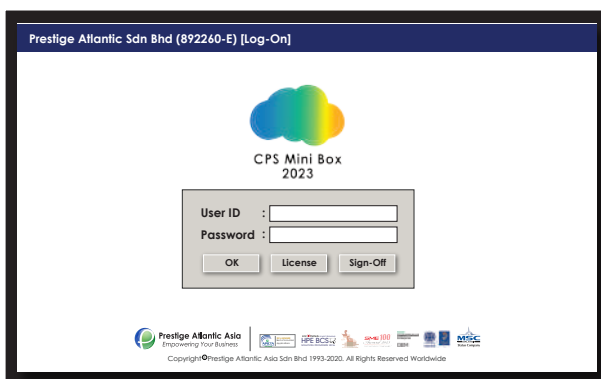 Prestige Atlantic Sdn Bhd (892260-E) [Log-On]
CPS Mini Box
2023
User ID :
Password :
OK License Sign-Off
Prestige Atlantic Asia
Empowering Your Business
HPE BCS
SME100
MSC
Copyright©Prestige Atlantic Asia Sdn Bhd 1993-2020. All Rights Reserved Worldwide